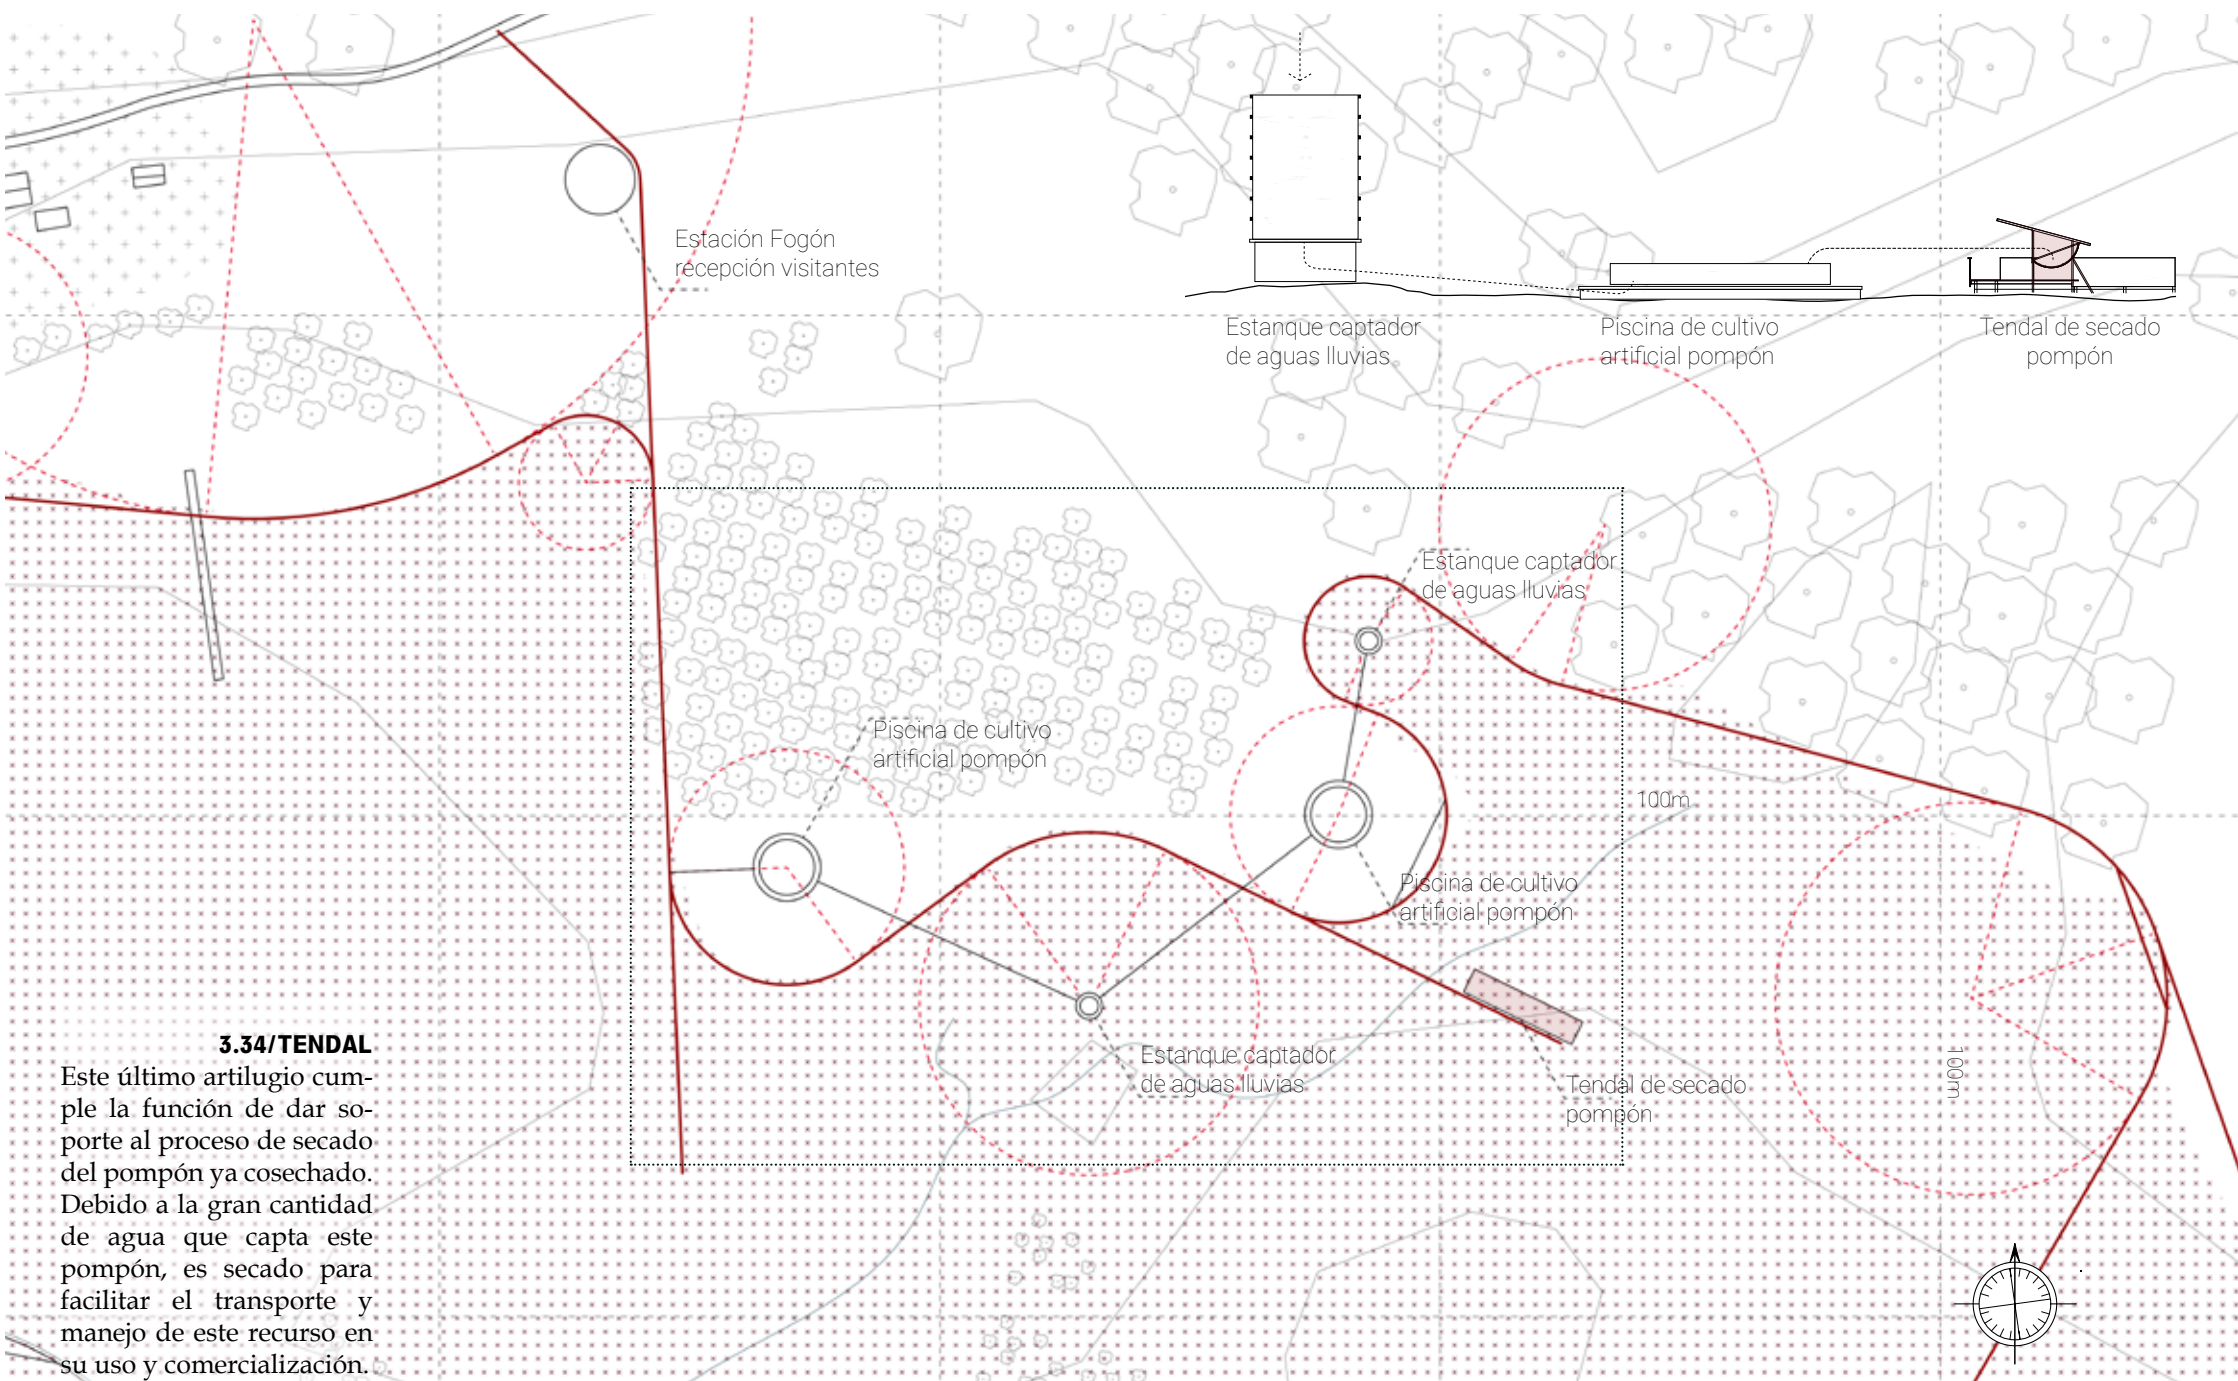 Estación Fogón
recepción visitantes
Estanque captador
de aguas lluvias
Piscina de cultivo
artificial pompón
Tendal de secado
pompón
Estanque captador
de aguas lluvias
Piscina de cultivo
artificial pompón
100m
Piscina de cultivo
artificial pompón
Estanque captador
de aguas lluvias
Tendal de secado
pompón
100m
3.34/TENDAL
Este último artilugio cum-
ple la función de dar so-
porte al proceso de secado
del pompón ya cosechado.
Debido a la gran cantidad
de agua que capta este
pompón, es secado para
facilitar el transporte y
manejo de este recurso en
su uso y comercialización.